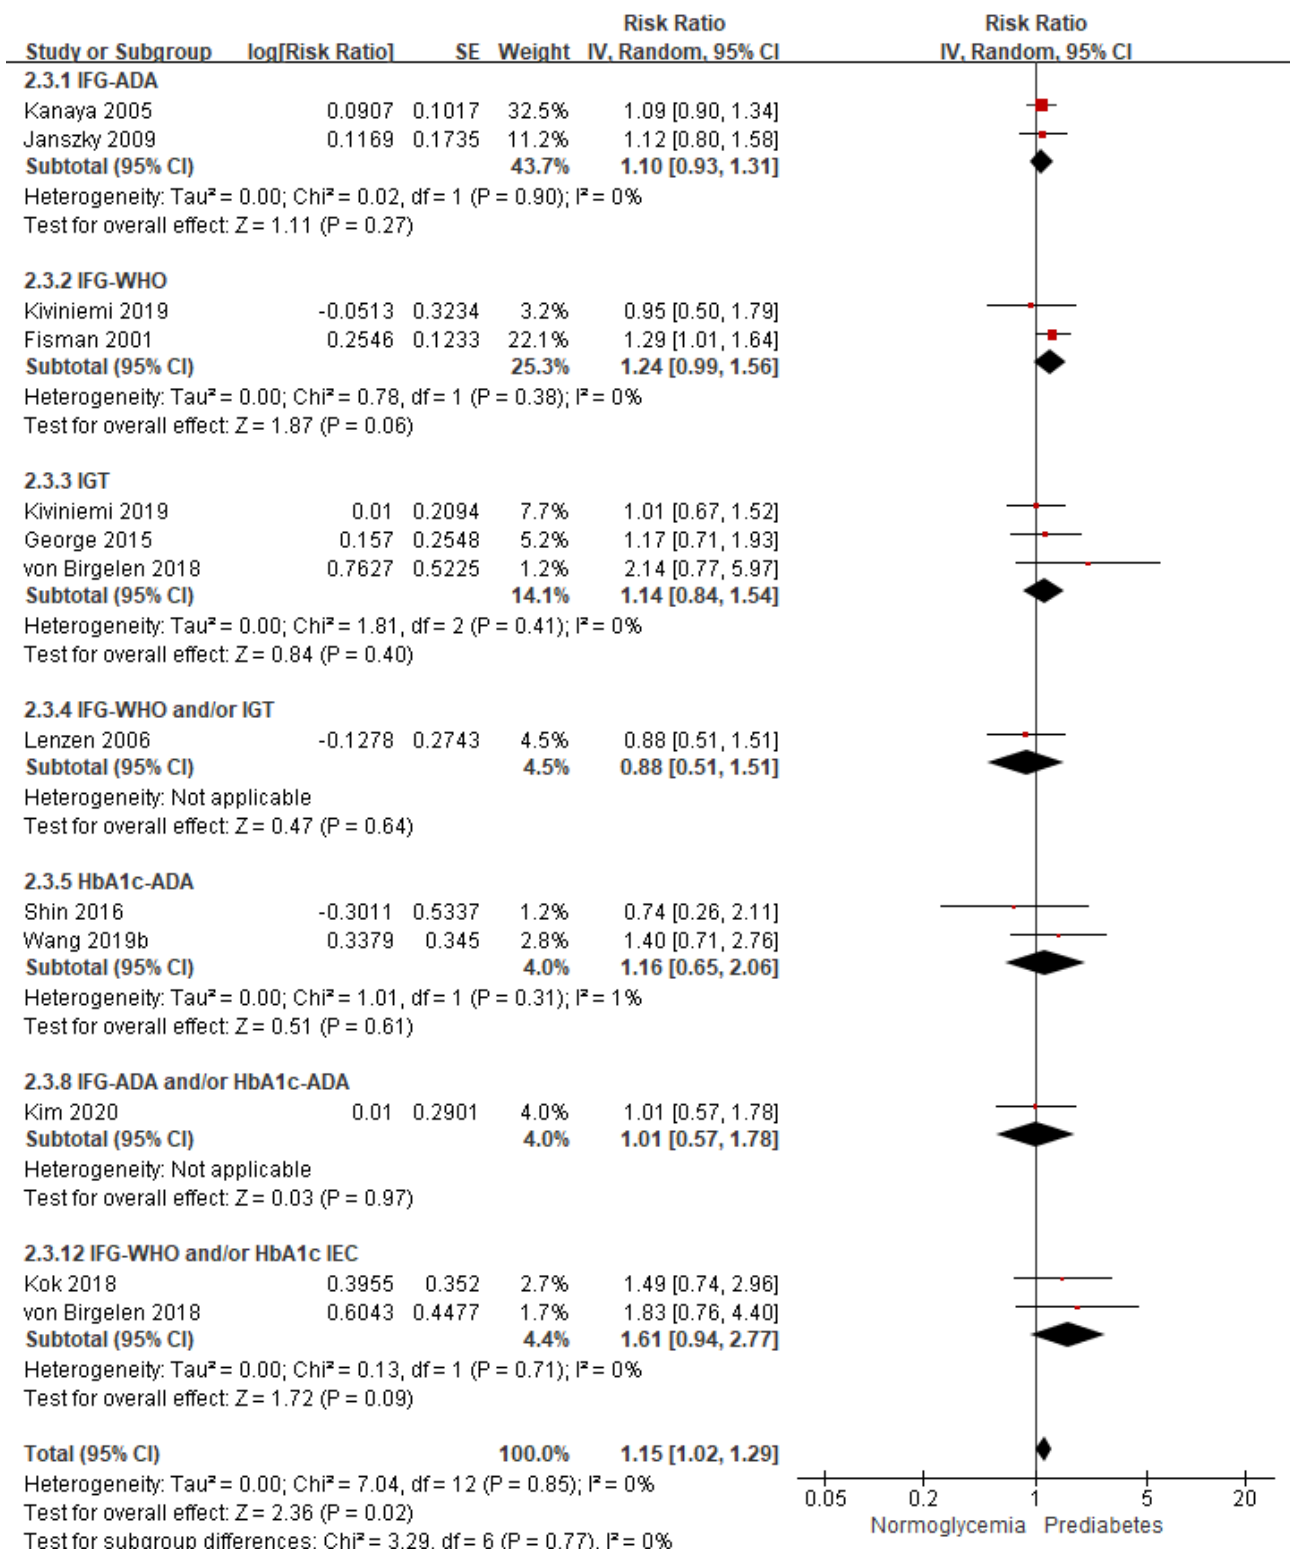 Risk Ratio Risk Ratio
Study or Subgroup log[Risk Ratio] SE Weight IV, Random, 95% CI IV, Random, 95% CI
2.3.1 IFG-ADA
Kanaya 2005 0.0907 0.1017 32.5% 1.09 [0.90, 1.34]
Janszky 2009 0.1169 0.1735 11.2% 1.12 [0.80, 1.58]
Subtotal (95% CI) 43.7% 1.10 [0.93, 1.31]
Heterogeneity: Tau² = 0.00; Chi² = 0.02, df = 1 (P = 0.90); I² = 0%
Test for overall effect: Z = 1.11 (P = 0.27)
2.3.2 IFG-WHO
Kiviniemi 2019 -0.0513 0.3234 3.2% 0.95 [0.50, 1.79]
Fisman 2001 0.2546 0.1233 22.1% 1.29 [1.01, 1.64]
Subtotal (95% CI) 25.3% 1.24 [0.99, 1.56]
Heterogeneity: Tau² = 0.00; Chi² = 0.78, df = 1 (P = 0.38); I² = 0%
Test for overall effect: Z = 1.87 (P = 0.06)
2.3.3 IGT
Kiviniemi 2019 0.01 0.2094 7.7% 1.01 [0.67, 1.52]
George 2015 0.157 0.2548 5.2% 1.17 [0.71, 1.93]
von Birgelen 2018 0.7627 0.5225 1.2% 2.14 [0.77, 5.97]
Subtotal (95% CI) 14.1% 1.14 [0.84, 1.54]
Heterogeneity: Tau² = 0.00; Chi² = 1.81, df = 2 (P = 0.41); I² = 0%
Test for overall effect: Z = 0.84 (P = 0.40)
2.3.4 IFG-WHO and/or IGT
Lenzen 2006 -0.1278 0.2743 4.5% 0.88 [0.51, 1.51]
Subtotal (95% CI) 4.5% 0.88 [0.51, 1.51]
Heterogeneity: Not applicable
Test for overall effect: Z = 0.47 (P = 0.64)
2.3.5 HbA1c-ADA
Shin 2016 -0.3011 0.5337 1.2% 0.74 [0.26, 2.11]
Wang 2019b 0.3379 0.345 2.8% 1.40 [0.71, 2.76]
Subtotal (95% CI) 4.0% 1.16 [0.65, 2.06]
Heterogeneity: Tau² = 0.00; Chi² = 1.01, df = 1 (P = 0.31); I² = 1%
Test for overall effect: Z = 0.51 (P = 0.61)
2.3.8 IFG-ADA and/or HbA1c-ADA
Kim 2020 0.01 0.2901 4.0% 1.01 [0.57, 1.78]
Subtotal (95% CI) 4.0% 1.01 [0.57, 1.78]
Heterogeneity: Not applicable
Test for overall effect: Z = 0.03 (P = 0.97)
2.3.12 IFG-WHO and/or HbA1c IEC
Kok 2018 0.3955 0.352 2.7% 1.49 [0.74, 2.96]
von Birgelen 2018 0.6043 0.4477 1.7% 1.83 [0.76, 4.40]
Subtotal (95% CI) 4.4% 1.61 [0.94, 2.77]
Heterogeneity: Tau² = 0.00; Chi² = 0.13, df = 1 (P = 0.71); I² = 0%
Test for overall effect: Z = 1.72 (P = 0.09)
Total (95% CI) 100.0% 1.15 [1.02, 1.29]
Heterogeneity: Tau² = 0.00; Chi² = 7.04, df = 12 (P = 0.85); I² = 0%
0.05 0.2 1 5 20
Test for overall effect: Z = 2.36 (P = 0.02)
Normoglycemia Prediabetes
Test for subgroup differences: Chi² = 3.29, df = 6 (P = 0.77), I² = 0%